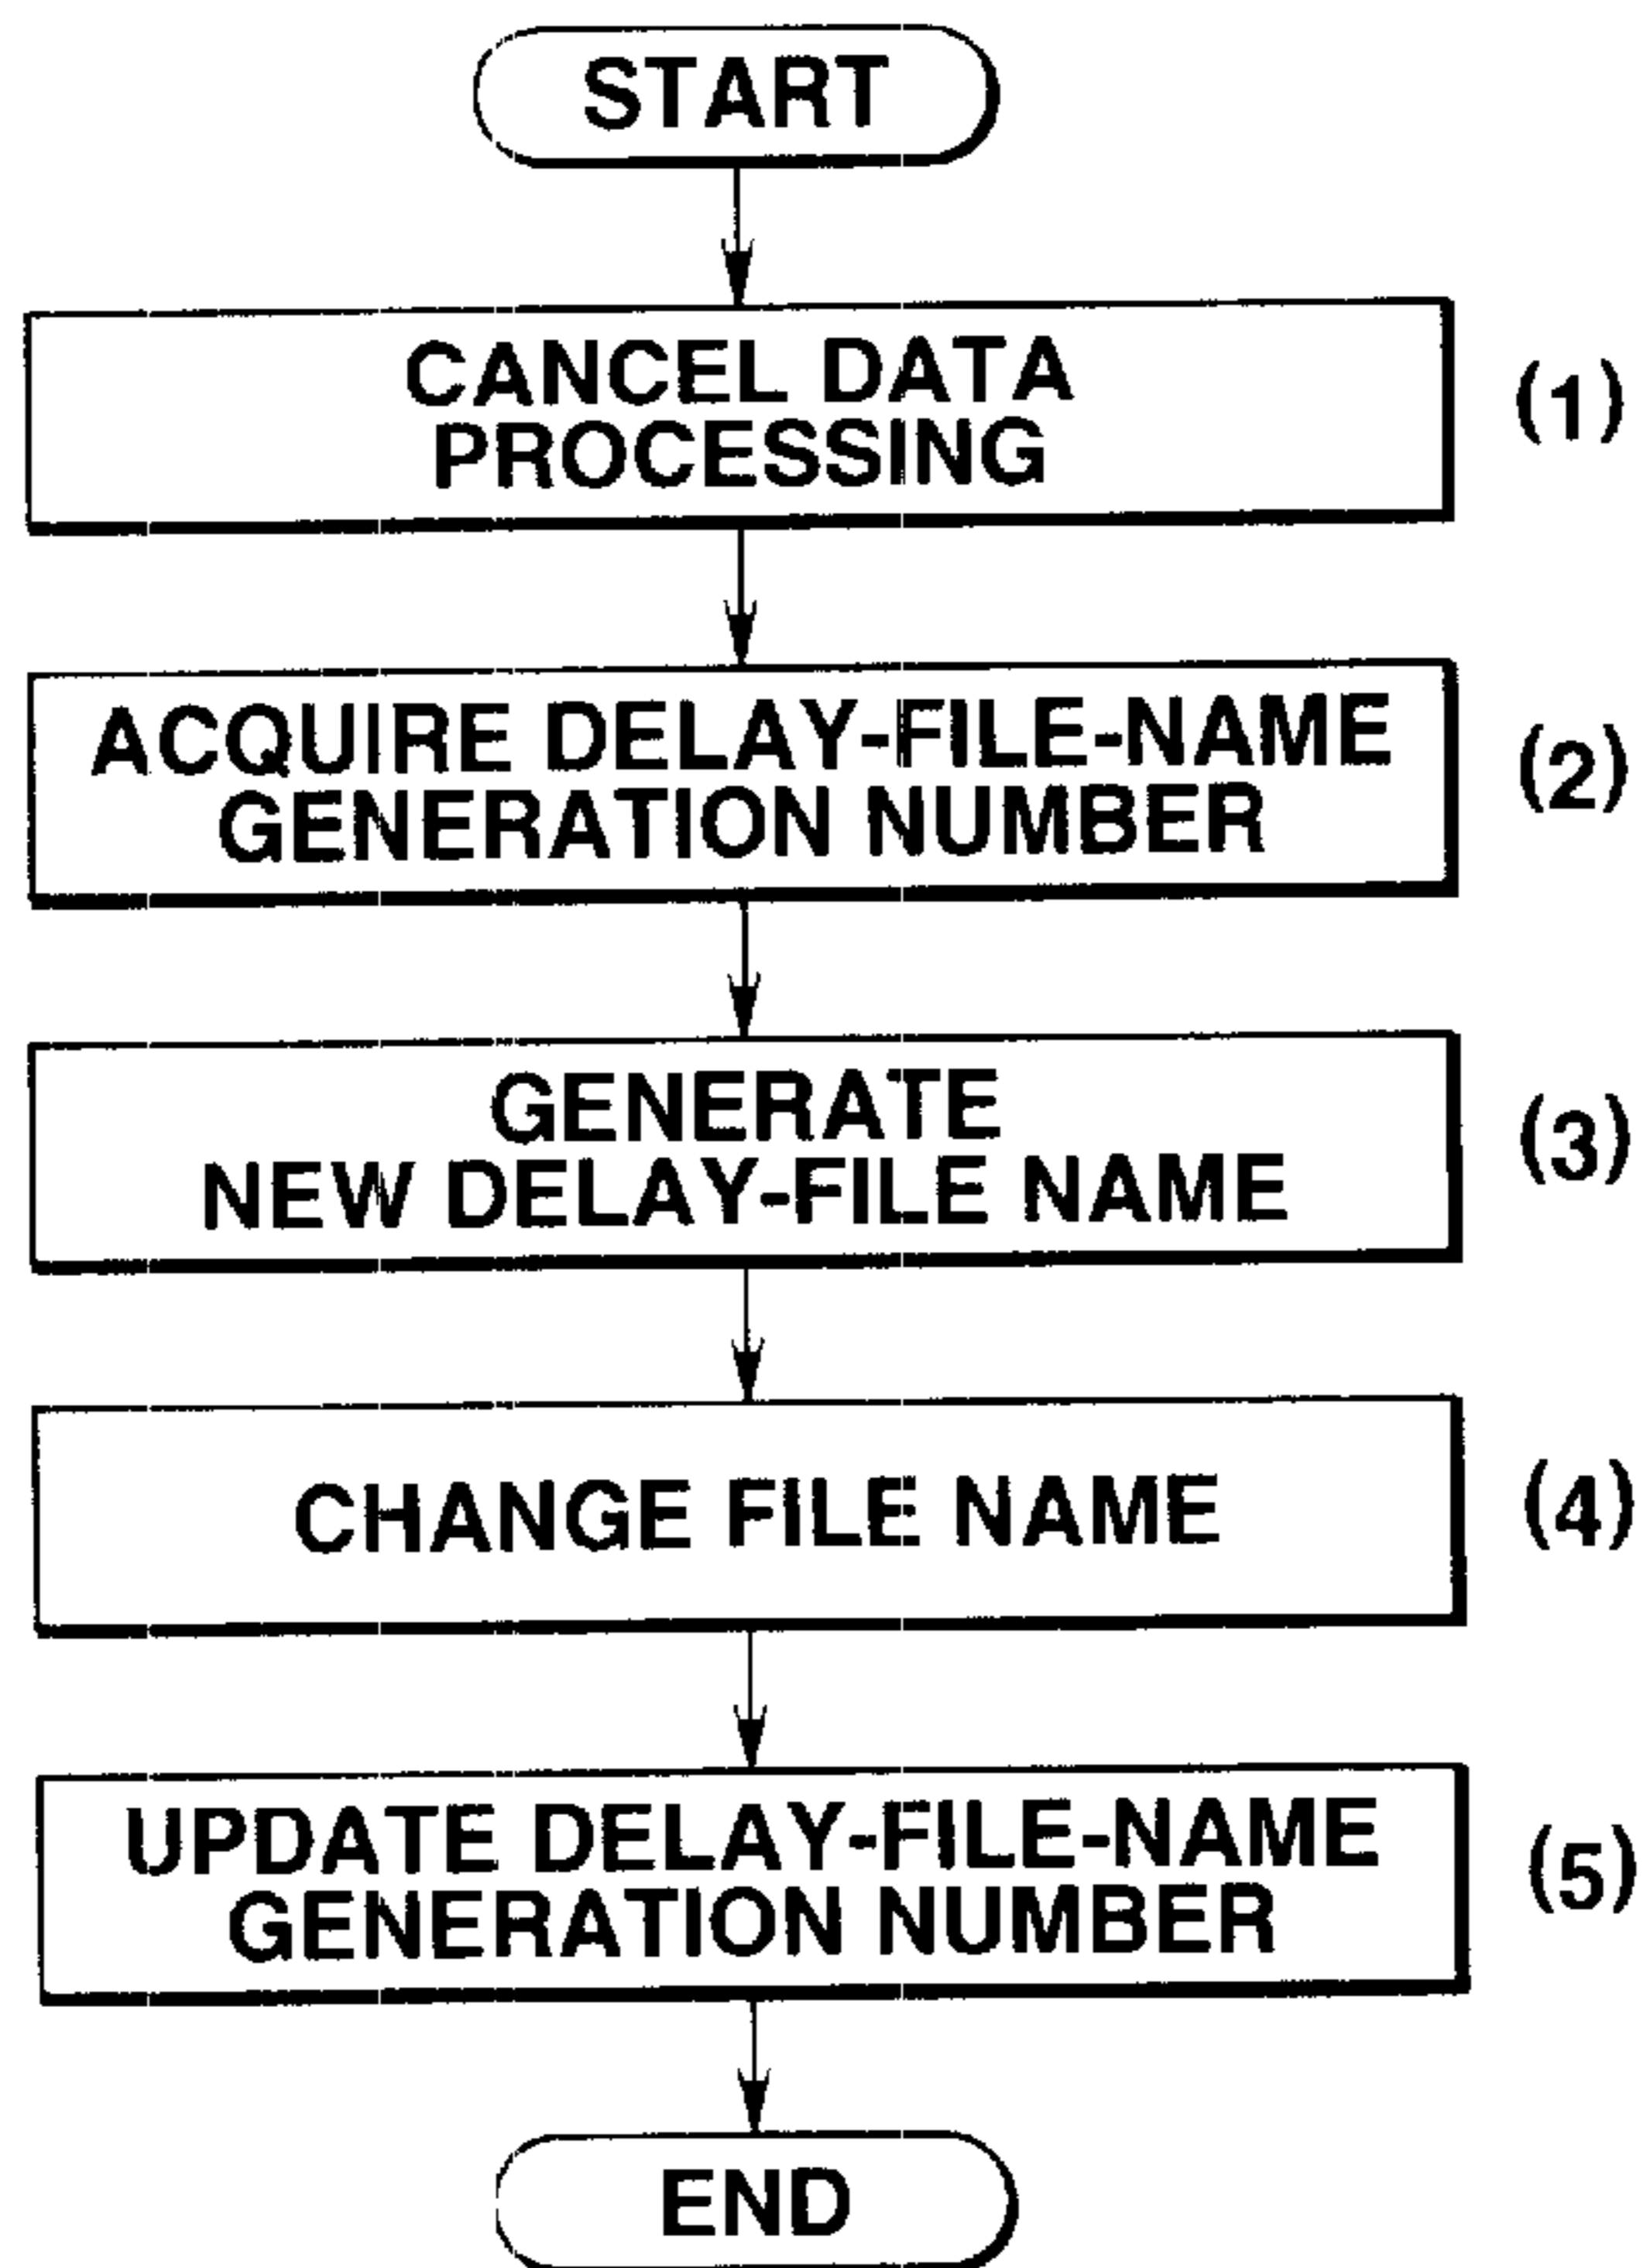 START
CANCEL DATA
PROCESSING
(1)
ACQUIRE DELAY-FILE-NAME
GENERATION NUMBER
(2)
GENERATE
NEW DELAY-FILE NAME
(3)
CHANGE FILE NAME
(4)
UPDATE DELAY-FILE-NAME
GENERATION NUMBER
(5)
END